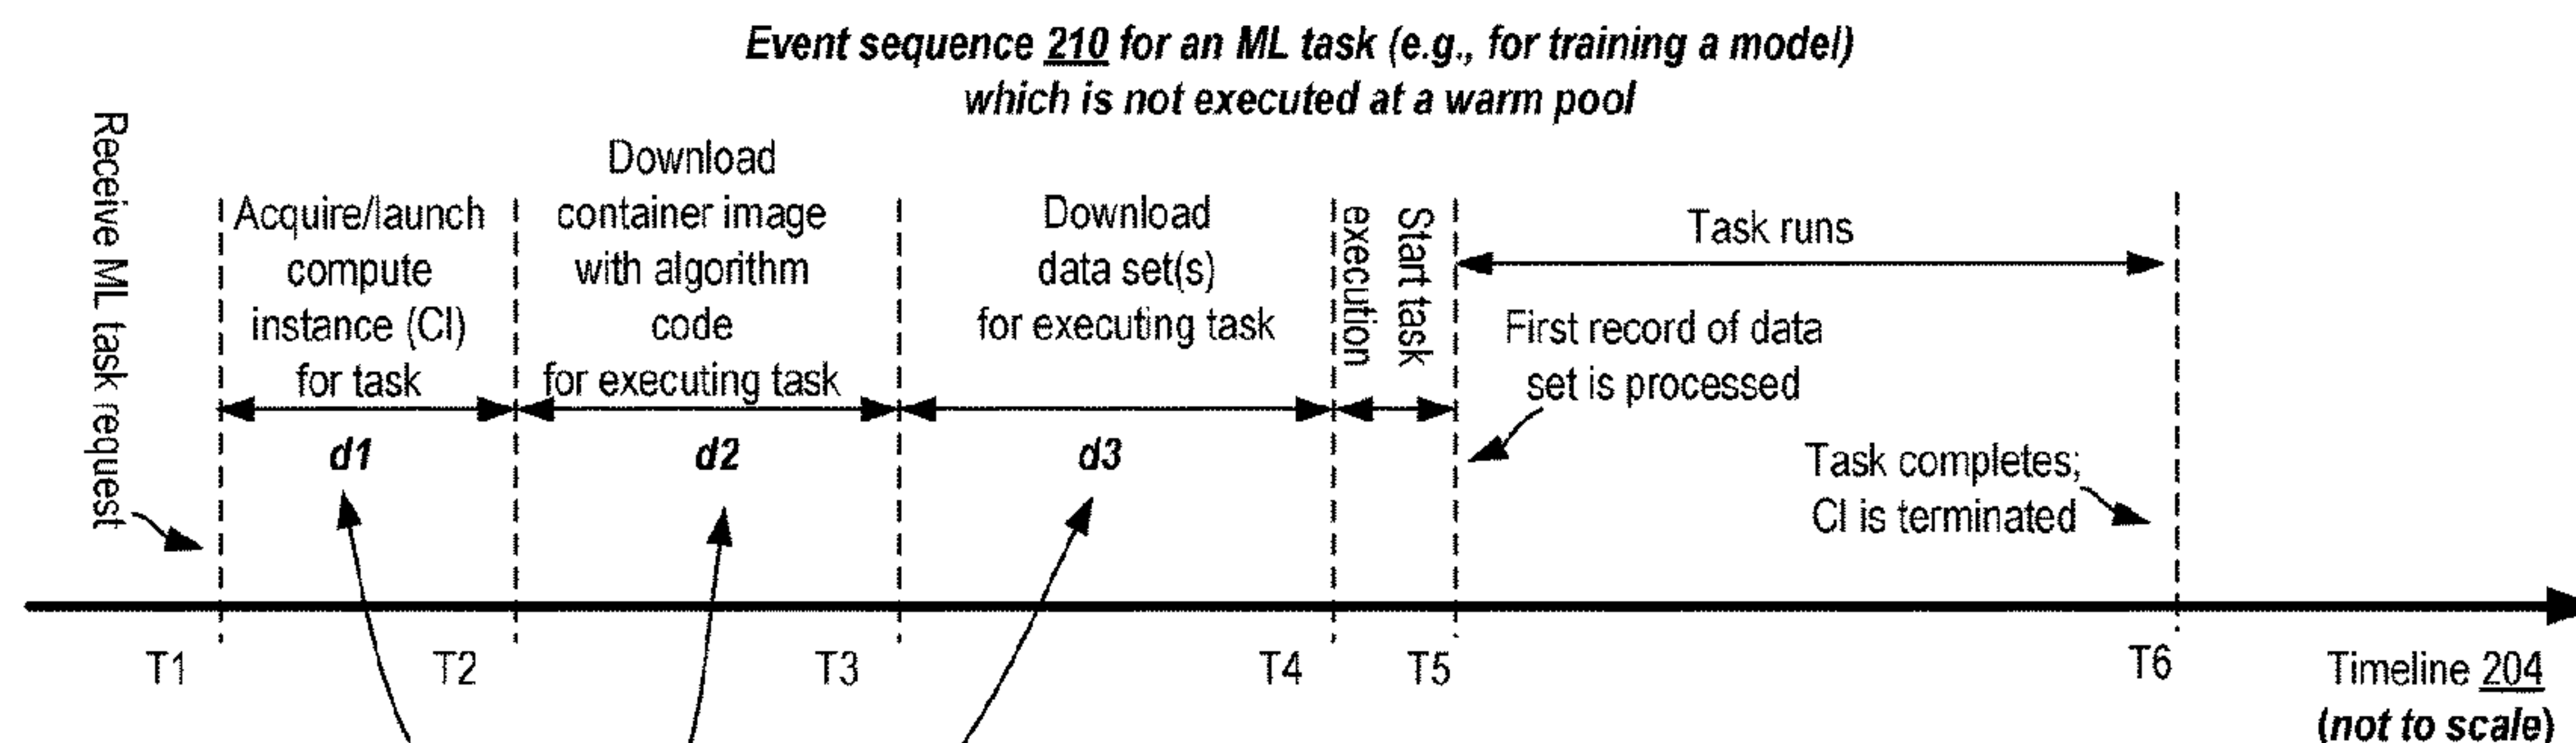 Event sequence 210 for an ML task (e.g., for training a model)
which is not executed at a warm pool
Receive ML task request
Acquire/launch
compute
instance (CI)
for task
d1
Download
container image
with algorithm
code
for executing task
d2
Download
data set(s)
for executing task
d3
Start task
execution
Task runs
First record of data
set is processed
Task completes;
CI is terminated
T1
T2
T3
T4
T5
T6
Timeline 204
(not to scale)